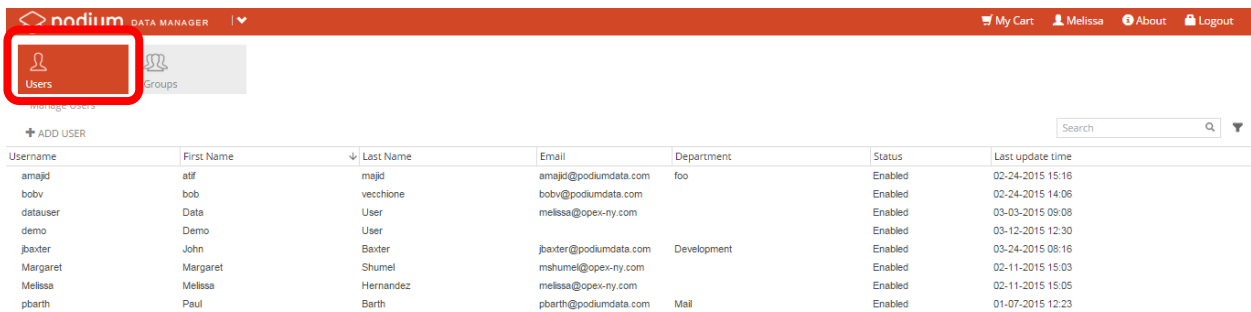 podium DATA MANAGER My Cart Melissa About Logout
Users Groups
Manage Users
ADD USER Search
Username First Name Last Name Email Department Status Last update time
amajid atif majid amajid@podiumdata.com foo Enabled 02-24-2015 15:16
bobv bob vecchione bobv@podiumdata.com Enabled 02-24-2015 14:06
datauser Data User melissa@opex-ny.com Enabled 03-03-2015 09:08
demo Demo User Enabled 03-12-2015 12:30
jbaxter John Baxter jbaxter@podiumdata.com Development Enabled 03-24-2015 08:16
Margaret Margaret Shumel mshumel@opex-ny.com Enabled 02-11-2015 15:03
Melissa Melissa Hernandez melissa@opex-ny.com Enabled 02-11-2015 15:05
pbarth Paul Barth pbarth@podiumdata.com Mail Enabled 01-07-2015 12:23